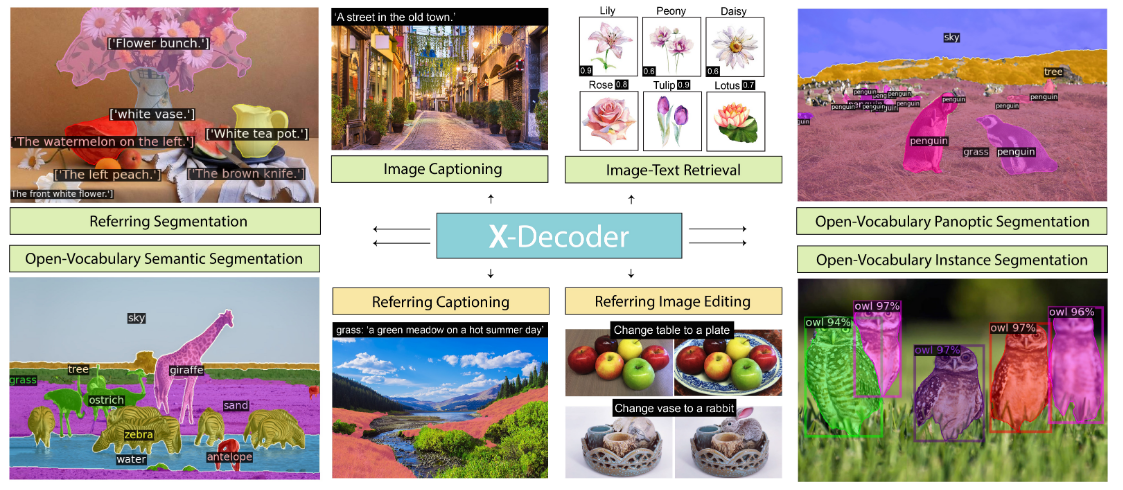 ['Flower bunch.']
['white vase.']
['White tea pot.']
['The watermelon on the left.']
['The left peach.']
['The brown knife.']
The front white flower.']
Referring Segmentation
'A street in the old town.'
Image Captioning
Lily
Peony
Daisy
0.9
0.6
0.6
Rose 0.8
Tulip 0.9
Lotus 0.7
Image-Text Retrieval
sky
tree
penguin
penguin
penguin
penguin
penguin
penguin
penguin
grass
penguin
Open-Vocabulary Panoptic Segmentation
X-Decoder
Open-Vocabulary Semantic Segmentation
sky
tree
giraffe
grass
ostrich
sand
zebra
water
antelope
Referring Captioning
grass: 'a green meadow on a hot summer day'
Referring Image Editing
Change table to a plate
Change vase to a rabbit
Open-Vocabulary Instance Segmentation
owl 97%
owl 94%
owl 97%
owl 97%
owl 96%